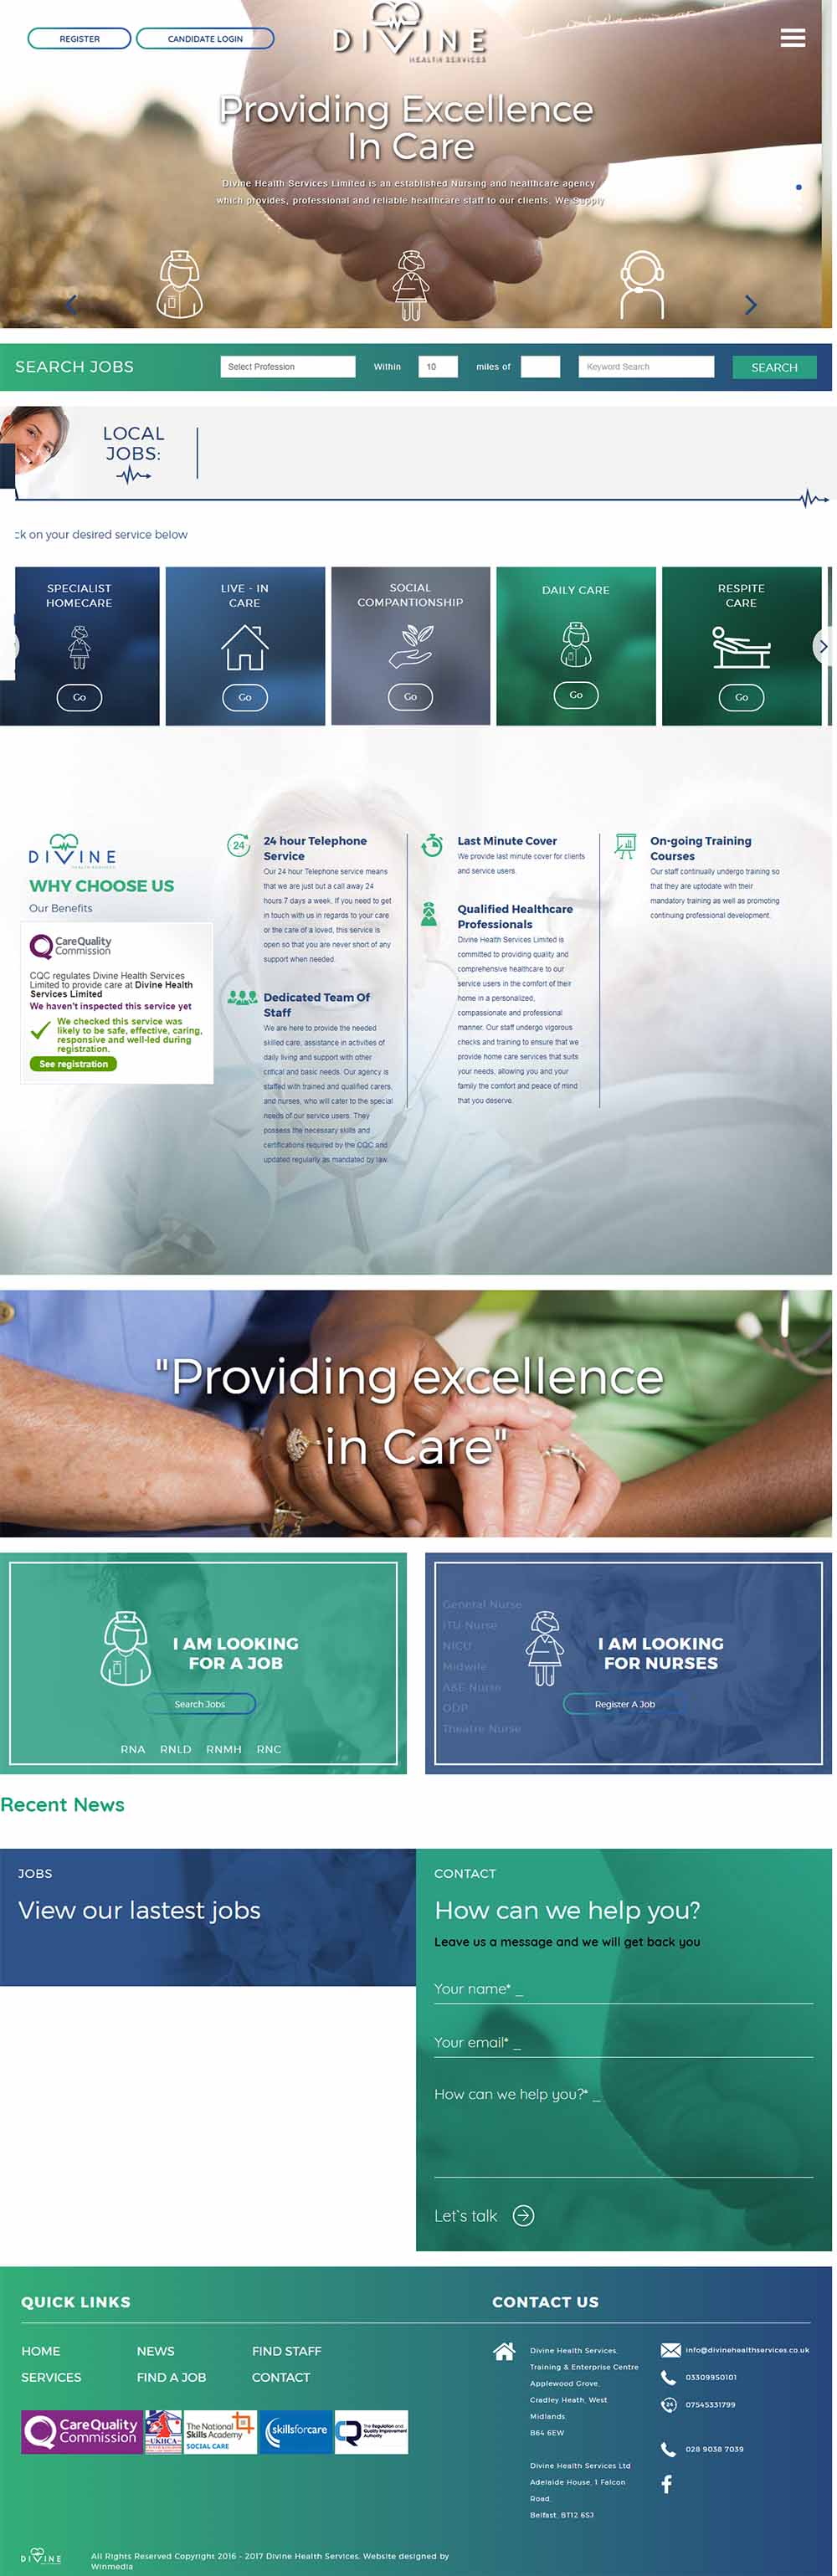 REGISTER
CANDIDATE LOGIN
DIVINE
HEALTH SERVICES
Providing Excellence
In Care
Divine Health Services Limited is an established Nursing and healthcare agency
which provides, professional and reliable healthcare staff to our clients. We Supply
SEARCH JOBS
Select Profession
Within
10
miles of
Keyword Search
SEARCH
LOCAL
JOBS:
ck on your desired service below
SPECIALIST
HOMECARE
Go
LIVE - IN
CARE
Go
SOCIAL
COMPANTIONSHIP
Go
DAILY CARE
Go
RESPITE
CARE
Go
DIVINE
HEALTH SERVICES
WHY CHOOSE US
Our Benefits
CareQuality
Commission
CQC regulates Divine Health Services
Limited to provide care at Divine Health
Services Limited
We haven't inspected this service yet
We checked this service was
likely to be safe, effective, caring,
responsive and well-led during
registration.
See registration
24
24 hour Telephone
Service
Our 24 hour Telephone service means
that we are just but a call away 24
hours 7 days a week. If you need to get
in touch with us in regards to your care
or the care of a loved, this service is
open so that you are never short of any
support when needed.
Dedicated Team Of
Staff
We are here to provide the needed
skilled care, assistance in activities of
daily living and support with other
critical and basic needs. Our agency is
staffed with trained and qualified carers,
and nurses, who will cater to the special
needs of our service users. They
possess the necessary skills and
certifications required by the CQC and
updated regularly as mandated by law.
Last Minute Cover
We provide last minute cover for clients
and service users.
Qualified Healthcare
Professionals
Divine Health Services Limited is
committed to providing quality and
comprehensive healthcare to our
service users in the comfort of their
home in a personalized,
compassionate and professional
manner. Our staff undergo vigorous
checks and training to ensure that we
provide home care services that suits
your needs, allowing you and your
family the comfort and peace of mind
that you deserve.
On-going Training
Courses
Our staff continually undergo training so
that they are uptodate with their
mandatory training as well as promoting
continuing professional development.
"Providing excellence
in Care"
I AM LOOKING
FOR A JOB
Search Jobs
RNA RNLD RNMH RNC
General Nurse
ITU Nurse
NICU
Midwife
A&E Nurse
ODP
Theatre Nurse
I AM LOOKING
FOR NURSES
Register A Job
Recent News
JOBS
View our lastest jobs
CONTACT
How can we help you?
Leave us a message and we will get back you
Your name* _
Your email* _
How can we help you?* _
Let`s talk
QUICK LINKS
HOME
NEWS
FIND STAFF
SERVICES
FIND A JOB
CONTACT
CareQuality
Commission
UKHCA
The National
Skills Academy
SOCIAL CARE
skillsforcare
The Regulation and
Quality Improvement
Authority
CONTACT US
Divine Health Services,
Training & Enterprise Centre
Applewood Grove,
Cradley Heath, West
Midlands,
B64 6EW
Divine Health Services Ltd
Adelaide House, 1 Falcon
Road,
Belfast, BT12 6SJ
info@divinehealthservices.co.uk
03309950101
24
07545331799
028 9038 7039
DIVINE
All Rights Reserved Copyright 2016 - 2017 Divine Health Services. Website designed by
Winmedia